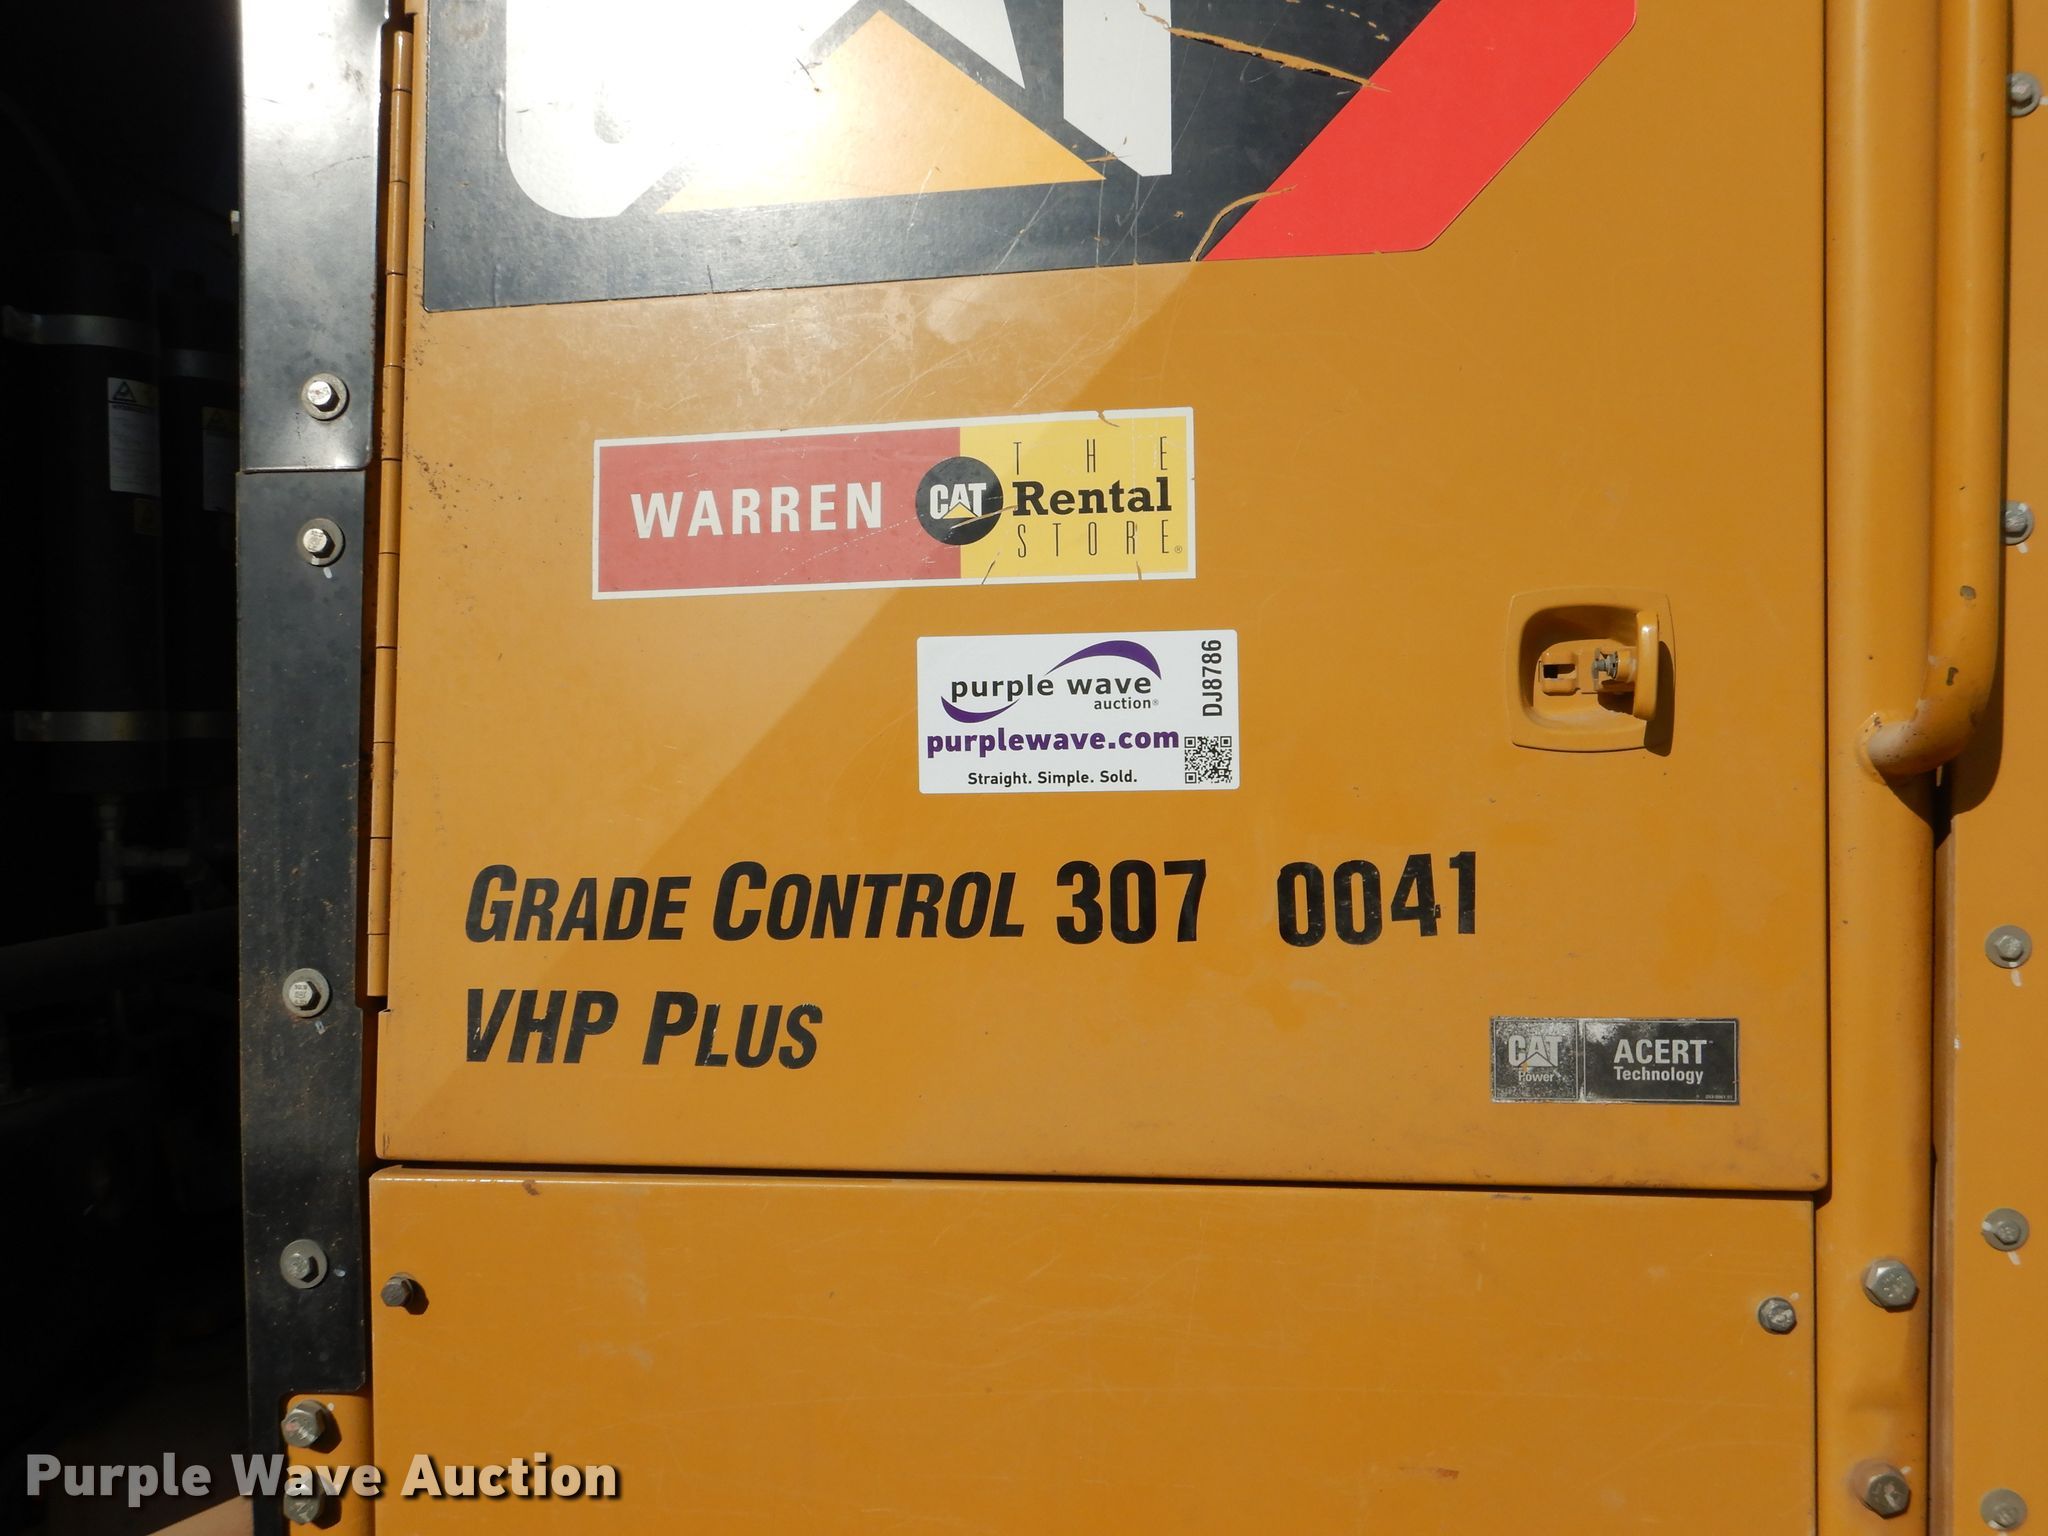 WARREN
CAT
THE
Rental
STORE®
purple wave
auction®
purplewave.com
Straight. Simple. Sold.
DJ8786
GRADE CONTROL 307 0041
VHP PLUS
CAT
Power
ACERT™
Technology
Purple Wave Auction